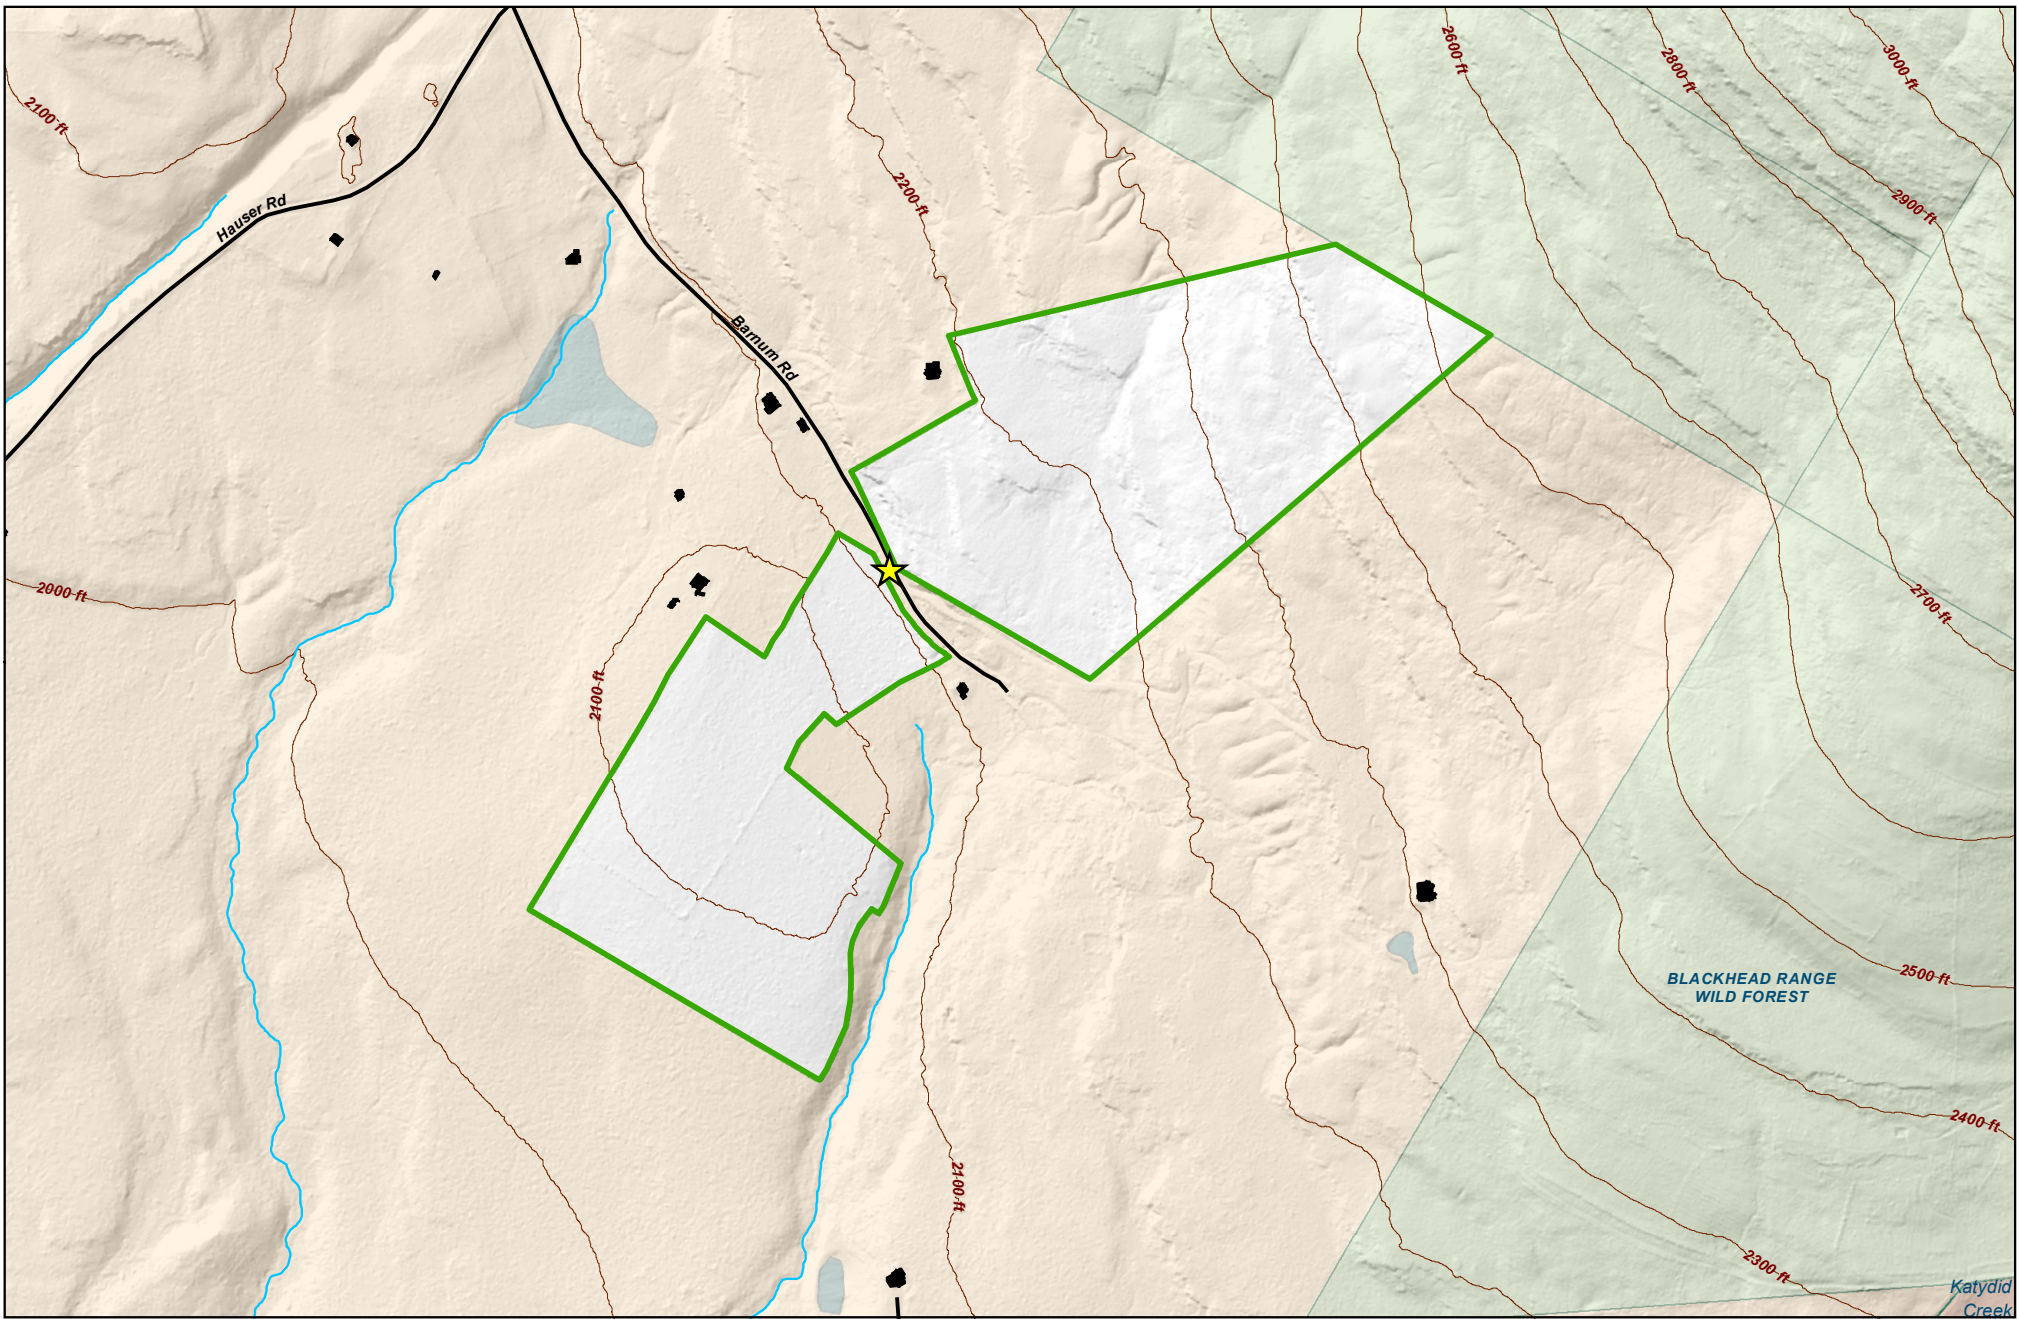 2600 ft
2800 ft
3000 ft
2100 ft
2200 ft
Hauser Rd
2900 ft
Barnum Rd
2000 ft
2700 ft
2100 ft
BLACKHEAD RANGE
WILD FOREST
2500 ft
2400 ft
2100 ft
2300 ft
Katydid
Creek